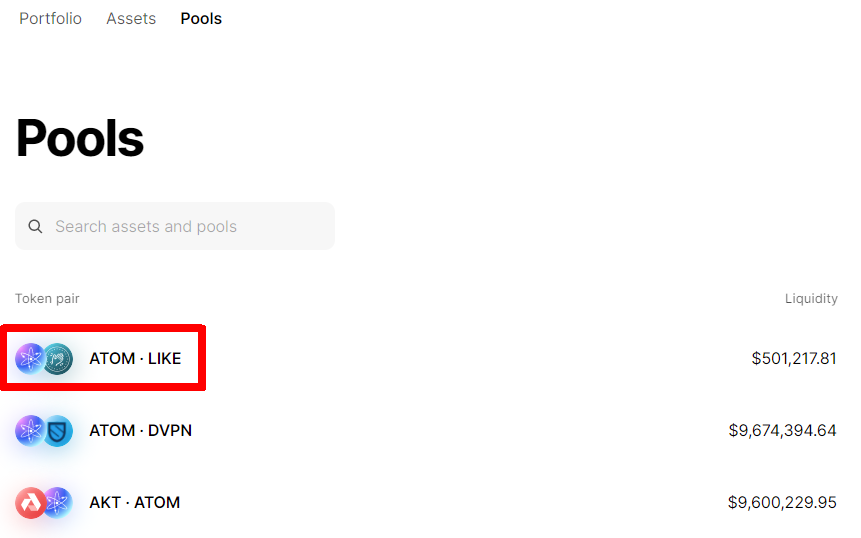 Portfolio Assets Pools
Pools
Search assets and pools
Token pair Liquidity
ATOM · LIKE $501,217.81
ATOM · DVPN $9,674,394.64
AKT · ATOM $9,600,229.95